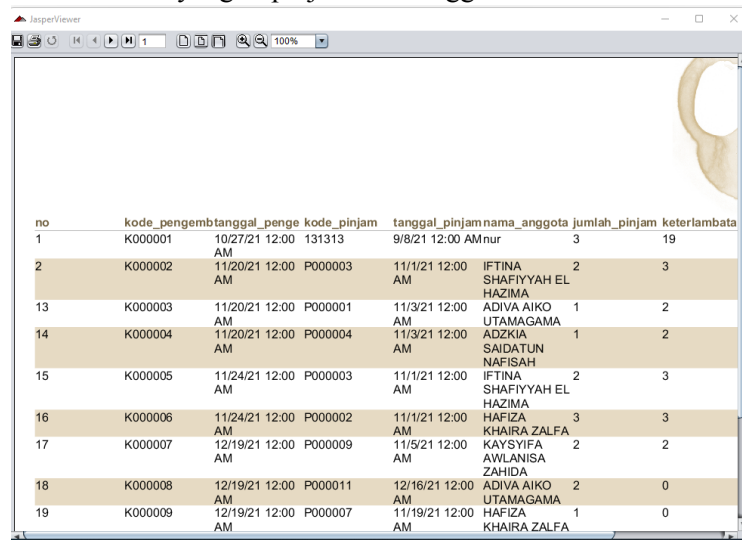 JasperViewer
1 100%
no kode_pengemb tanggal_penge kode_pinjam tanggal_pinjam nama_anggota jumlah_pinjam keterlambata
1 K000001 10/27/21 12:00 131313 9/8/21 12:00 AM nur 3 19
AM
2 K000002 11/20/21 12:00 P000003 11/1/21 12:00 IFTINA 2 3
AM AM SHAFIYYAH EL
HAZIMA
13 K000003 11/20/21 12:00 P000001 11/3/21 12:00 ADIVA AIKO 1 2
AM AM UTAMAGAMA
14 K000004 11/20/21 12:00 P000004 11/3/21 12:00 ADZKIA 1 2
AM AM SAIDATUN
NAFISAH
15 K000005 11/24/21 12:00 P000003 11/1/21 12:00 IFTINA 2 3
AM AM SHAFIYYAH EL
HAZIMA
16 K000006 11/24/21 12:00 P000002 11/1/21 12:00 HAFIZA 3 3
AM AM KHAIRA ZALFA
17 K000007 12/19/21 12:00 P000009 11/5/21 12:00 KAYSYIFA 2 2
AM AM AWLANISA
ZAHIDA
18 K000008 12/19/21 12:00 P000011 12/16/21 12:00 ADIVA AIKO 2 0
AM AM UTAMAGAMA
19 K000009 12/19/21 12:00 P000007 11/19/21 12:00 HAFIZA 1 0
AM AM KHAIRA ZALFA